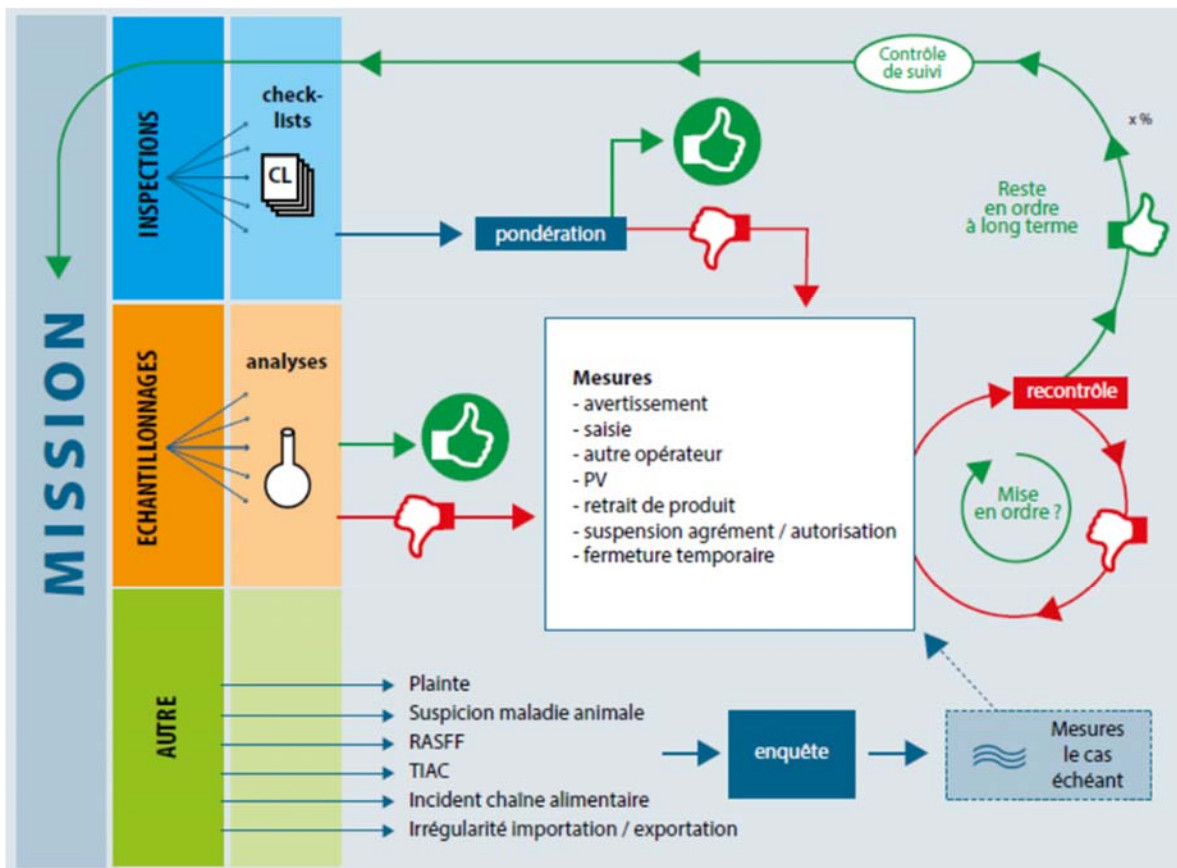 MISSION
INSPECTIONS
check-
lists
CL
pondération
Contrôle
de suivi
x %
Reste
en ordre
à long terme
ECHANTILLONNAGES
analyses
Mesures
- avertissement
- saisie
- autre opérateur
- PV
- retrait de produit
- suspension agrément / autorisation
- fermeture temporaire
recontrôle
Mise
en ordre ?
AUTRE
Plainte
Suspicion maladie animale
RASFF
TIAC
Incident chaîne alimentaire
Irrégularité importation / exportation
enquête
Mesures
le cas
échéant